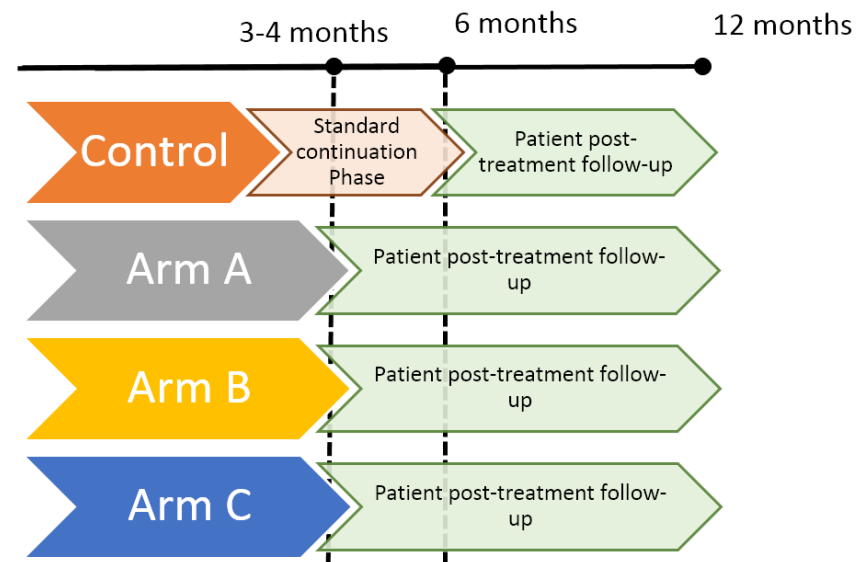 3-4 months
6 months
12 months
Control
Standard
continuation
Phase
Patient post-
treatment follow-up
Arm A
Patient post-treatment follow-
up
Arm B
Patient post-treatment follow-
up
Arm C
Patient post-treatment follow-
up